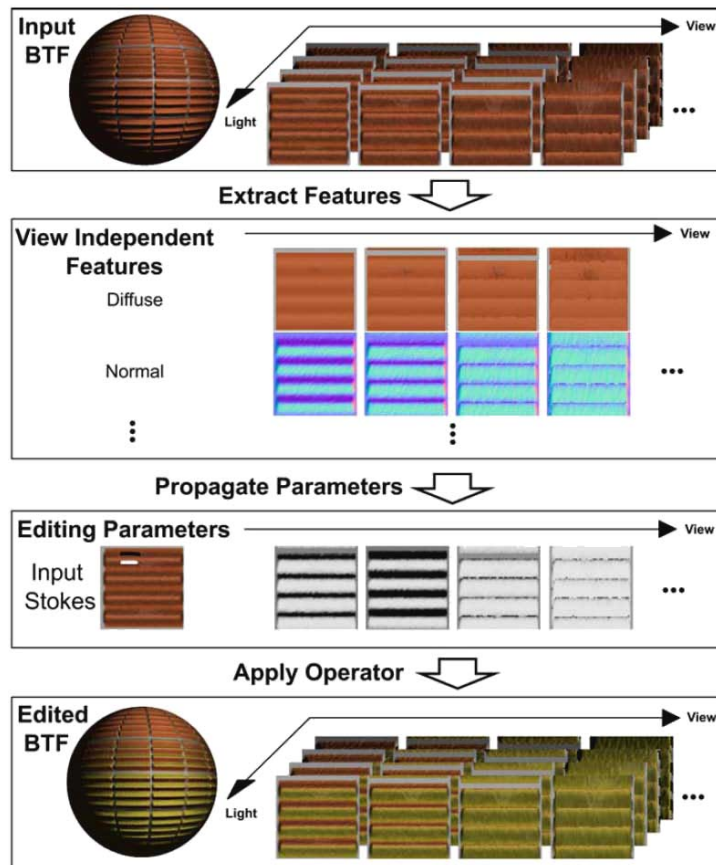 Input
BTF
View
Light
...
Extract Features
View Independent
Features
View
Diffuse
Normal
...
Propagate Parameters
Editing Parameters
View
Input
Stokes
...
Apply Operator
Edited
BTF
View
Light
...